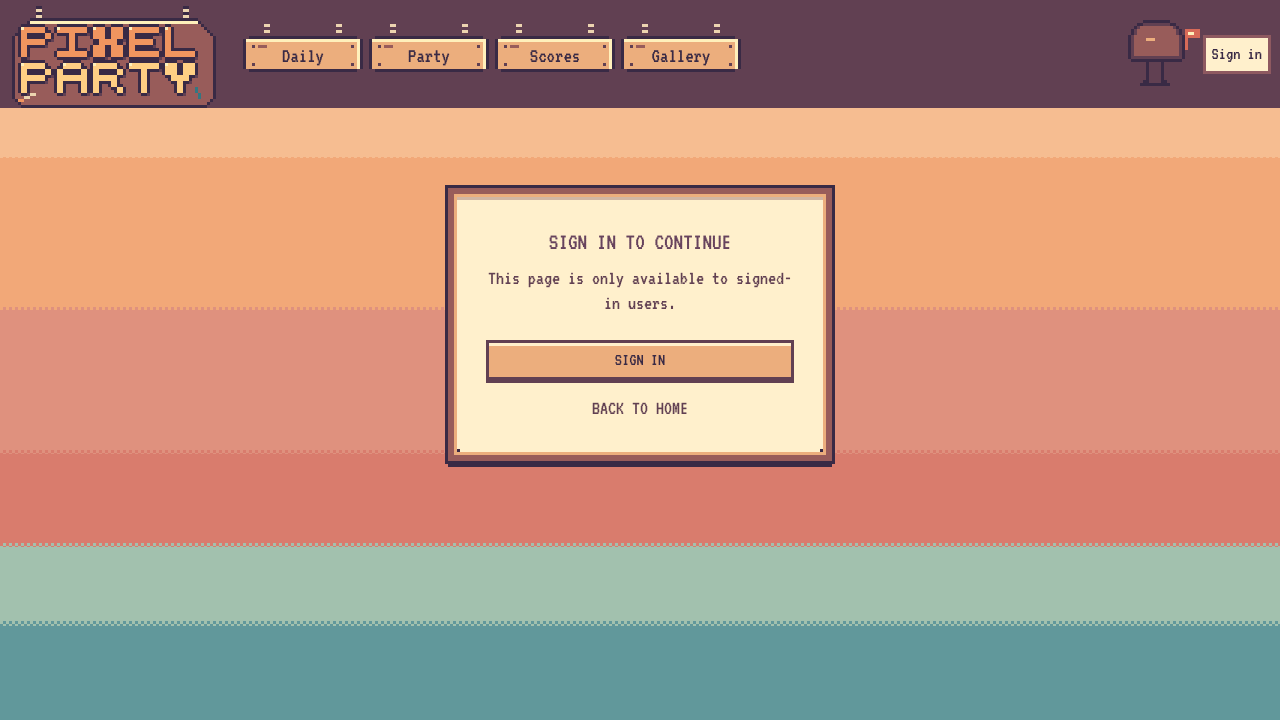 PIXEL
PARTY
Daily
Party
Scores
Gallery
Sign in
SIGN IN TO CONTINUE
This page is only available to signed-
in users.
SIGN IN
BACK TO HOME